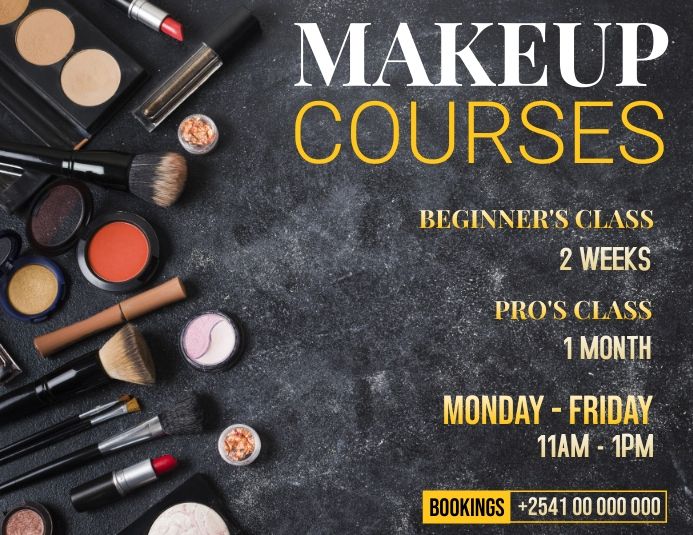 MAKEUP
COURSES
BEGINNER'S CLASS
2 WEEKS
PRO'S CLASS
1 MONTH
MONDAY - FRIDAY
11AM - 1PM
BOOKINGS +2541 00 000 000